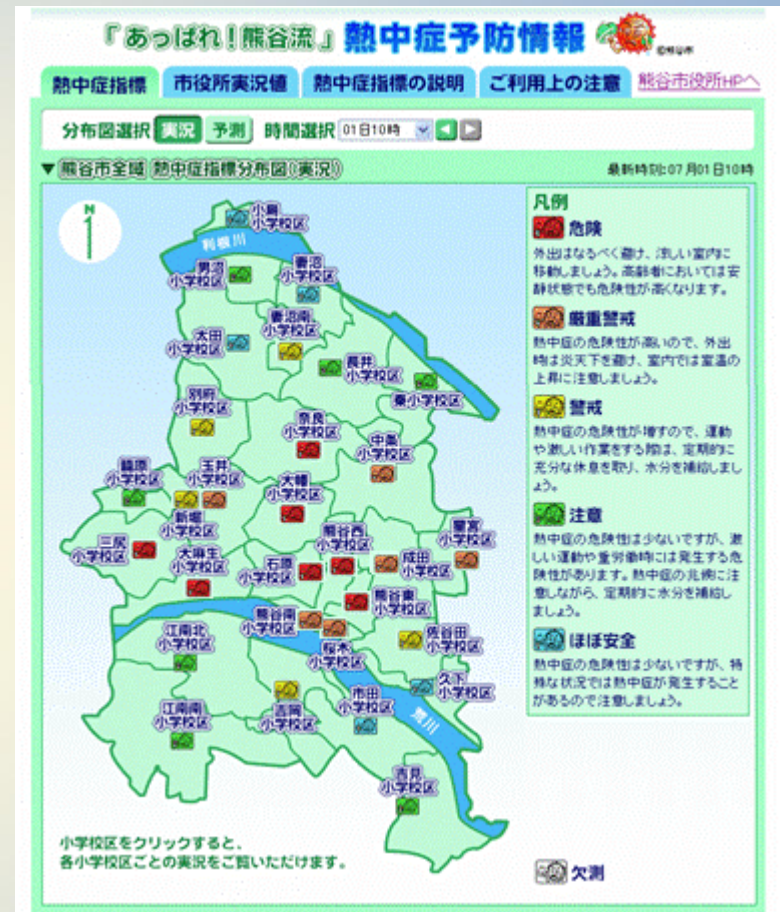 『あっぱれ!熊谷流』熱中症予防情報
©熊谷市
熱中症指標 市役所実況値 熱中症指標の説明 ご利用上の注意 熊谷市役所HPへ
分布図選択 実況 予測 時間選択 01日10時
▼熊谷市全域 熱中症指標分布図(実況) 最新時刻:07月01日10時
N
小島
小学校区
利根川
男沼
小学校区
妻沼
小学校区
太田
小学校区
妻沼南
小学校区
長井
小学校区
秦小学校区
別府
小学校区
奈良
小学校区
中条
小学校区
籠原
小学校区
玉井
小学校区
大幡
小学校区
新堀
小学校区
三尻
小学校区
大麻生
小学校区
石原
小学校区
熊谷西
小学校区
成田
小学校区
星宮
小学校区
熊谷東
小学校区
熊谷南
小学校区
桜木
小学校区
佐谷田
小学校区
江南北
小学校区
久下
小学校区
江南南
小学校区
吉岡
小学校区
市田
小学校区
荒川
吉見
小学校区
小学校区をクリックすると、
各小学校区ごとの実況をご覧いただけます。
凡例
危険
外出はなるべく避け、涼しい室内に
移動しましょう。高齢者においては安
静状態でも危険性が高くなります。
厳重警戒
熱中症の危険性が高いので、外出
時は炎天下を避け、室内では室温の
上昇に注意しましょう。
警戒
熱中症の危険性が増すので、運動
や激しい作業をする際は、定期的に
充分な休息を取り、水分を補給しまし
ょう。
注意
熱中症の危険性は少ないですが、激
しい運動や重労働時には発生する危
険性があります。熱中症の兆候に注
意しながら、定期的に水分を補給し
ましょう。
ほぼ安全
熱中症の危険性は少ないですが、特
殊な状況では熱中症が発生すること
があるので注意しましょう。
欠測